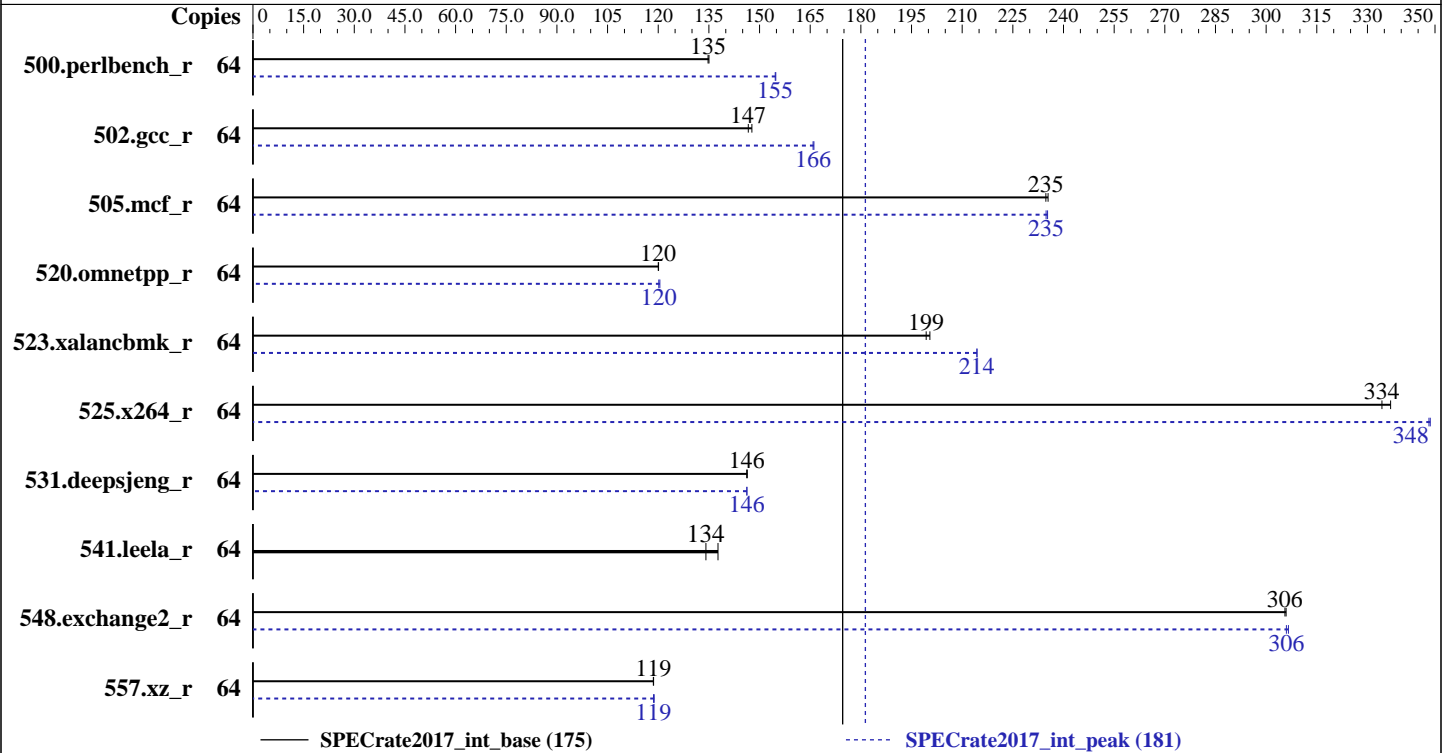 Copies 0 15.0 30.0 45.0 60.0 75.0 90.0 105 120 135 150 165 180 195 210 225 240 255 270 285 300 315 330 350
500.perlbench_r 64 135
155
502.gcc_r 64 147
166
505.mcf_r 64 235
235
520.omnetpp_r 64 120
120
523.xalancbmk_r 64 199
214
525.x264_r 64 334
348
531.deepsjeng_r 64 146
146
541.leela_r 64 134
548.exchange2_r 64 306
306
557.xz_r 64 119
119
SPECrate2017_int_base (175) SPECrate2017_int_peak (181)